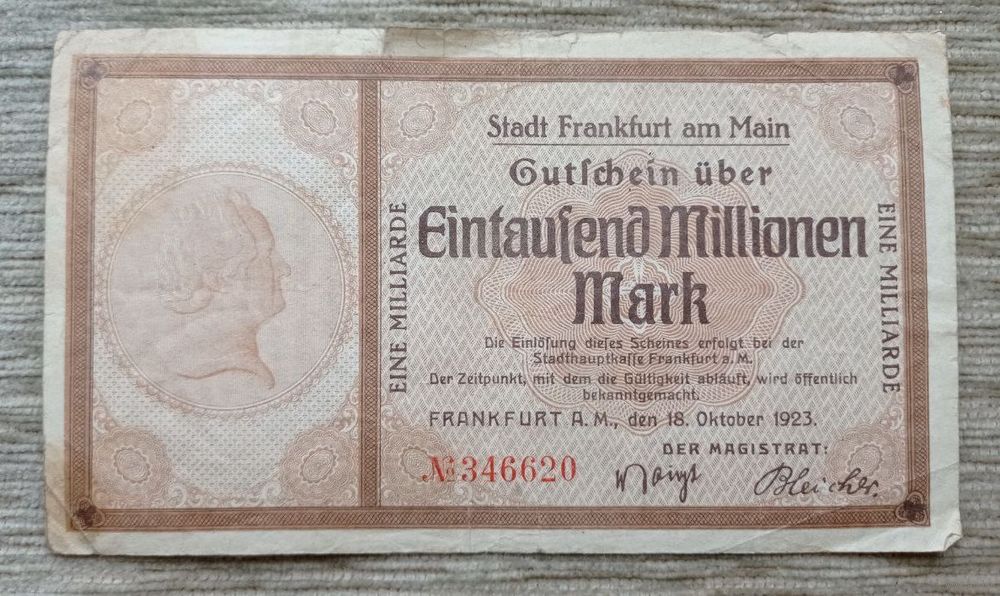 Stadt Frankfurt am Main
Gutſchein über
Eintauſend Millionen
Mark
EINE MILLIARDE
EINE MILLIARDE
Die Einlöſung dieſes Scheines erfolgt bei der
Stadthauptkaſſe Frankfurt a. M.
Der Zeitpunkt, mit dem die Gültigkeit abläuft, wird öffentlich
bekanntgemacht.
FRANKFURT A. M., den 18. Oktober 1923.
DER MAGISTRAT:
№ 346620
Voigt Bleicher.